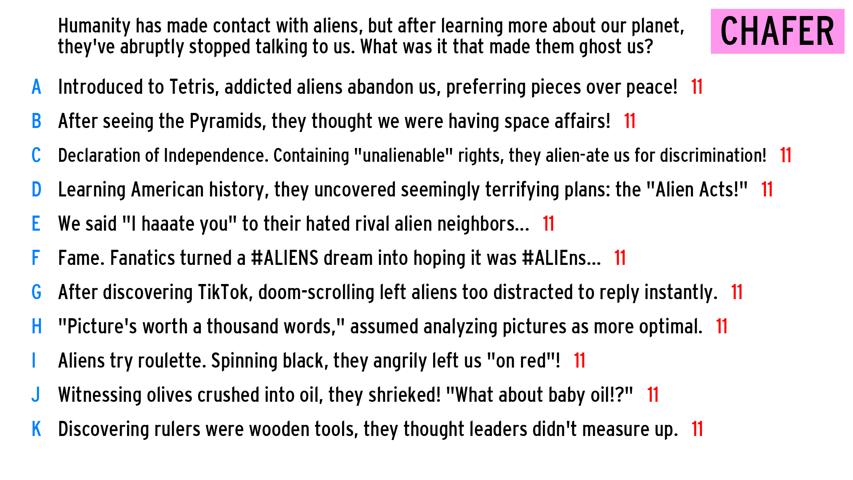 Humanity has made contact with aliens, but after learning more about our planet,
they've abruptly stopped talking to us. What was it that made them ghost us?
CHAFER
A Introduced to Tetris, addicted aliens abandon us, preferring pieces over peace! 11
B After seeing the Pyramids, they thought we were having space affairs! 11
C Declaration of Independence. Containing "unalienable" rights, they alien-ate us for discrimination! 11
D Learning American history, they uncovered seemingly terrifying plans: the "Alien Acts!" 11
E We said "I haaate you" to their hated rival alien neighbors... 11
F Fame. Fanatics turned a #ALIENS dream into hoping it was #ALIEns... 11
G After discovering TikTok, doom-scrolling left aliens too distracted to reply instantly. 11
H "Picture's worth a thousand words," assumed analyzing pictures as more optimal. 11
I Aliens try roulette. Spinning black, they angrily left us "on red"! 11
J Witnessing olives crushed into oil, they shrieked! "What about baby oil!?" 11
K Discovering rulers were wooden tools, they thought leaders didn't measure up. 11